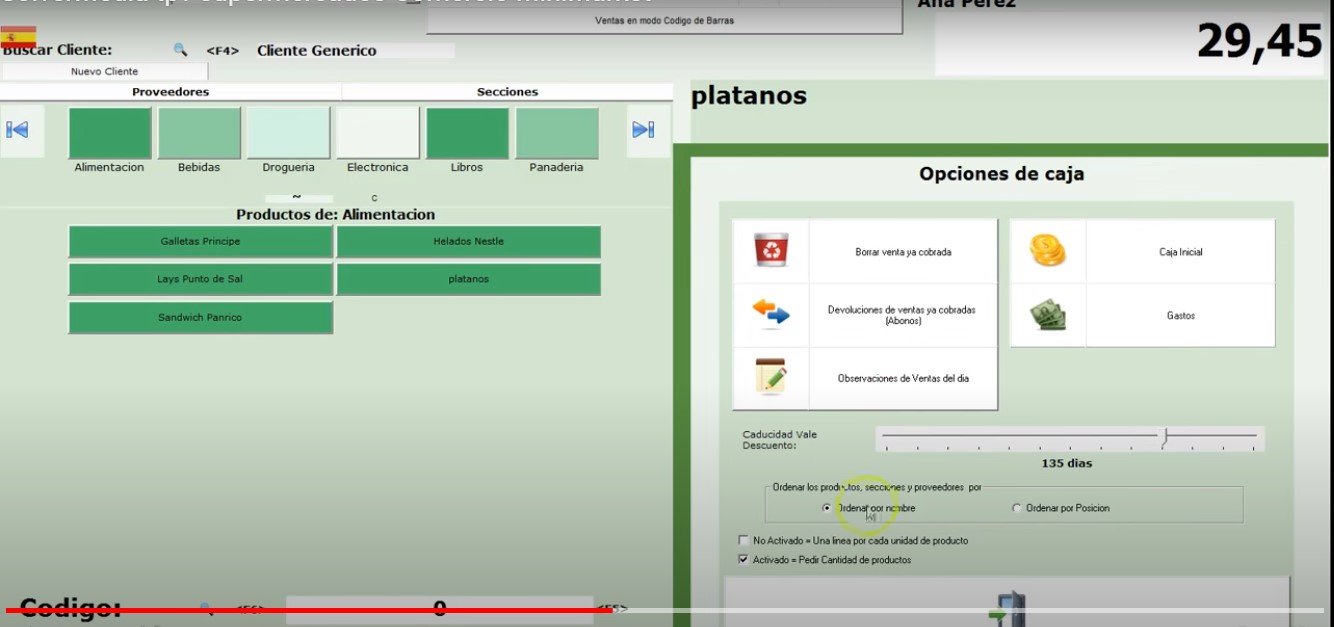 Ana Perez
Ventas en modo Codigo de Barras
29,45
Buscar Cliente:
<F4>
Cliente Generico
Nuevo Cliente
Proveedores
Secciones
platanos
Alimentacion
Bebidas
Drogueria
Electronica
Libros
Panaderia
Opciones de caja
~
c
Productos de: Alimentacion
Galletas Principe
Helados Nestle
Lays Punto de Sal
platanos
Sandwich Panrico
Borrar venta ya cobrada
Caja Inicial
Devoluciones de ventas ya cobradas
(Abonos)
Gastos
Observaciones de Ventas del dia
Caducidad Vale
Descuento:
135 dias
Ordenar los productos, secciones y proveedores por
Ordenar por nombre
Ordenar por Posicion
No Activado = Una linea por cada unidad de producto
Activado = Pedir Cantidad de productos
Codigo:
0